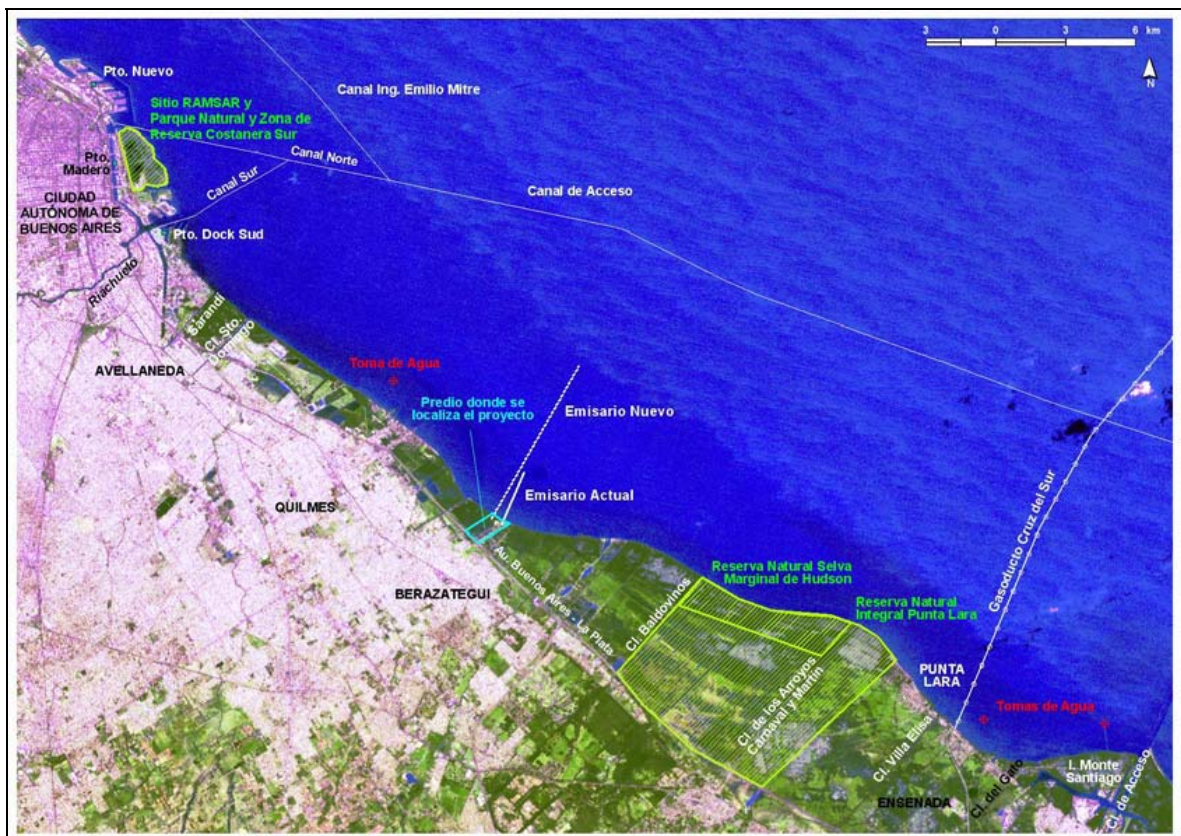 3 0 3 6 km
N
Pto. Nuevo
Canal Ing. Emilio Mitre
Sitio RAMSAR y
Parque Natural y Zona de
Reserva Costanera Sur
Pto.
Madero
Canal Norte
Canal Sur
Canal de Acceso
CIUDAD
AUTÓNOMA DE
BUENOS AIRES
Pto. Dock Sud
Riachuelo
Sarandí
Cl. Sto.
Domingo
AVELLANEDA
Toma de Agua
Predio donde se
localiza el proyecto
Emisario Nuevo
Emisario Actual
QUILMES
Av. Buenos Aires - La Plata
BERAZATEGUI
Cl. Baldovinos
Reserva Natural Selva
Marginal de Hudson
Reserva Natural
Integral Punta Lara
Gasoducto Cruz del Sur
Cl. de los Arroyos
Carnaval y Martín
PUNTA
LARA
Tomas de Agua
Cl. Villa Elisa
I. Monte
Santiago
Cl. del Gato
Cl. de Acceso
ENSENADA